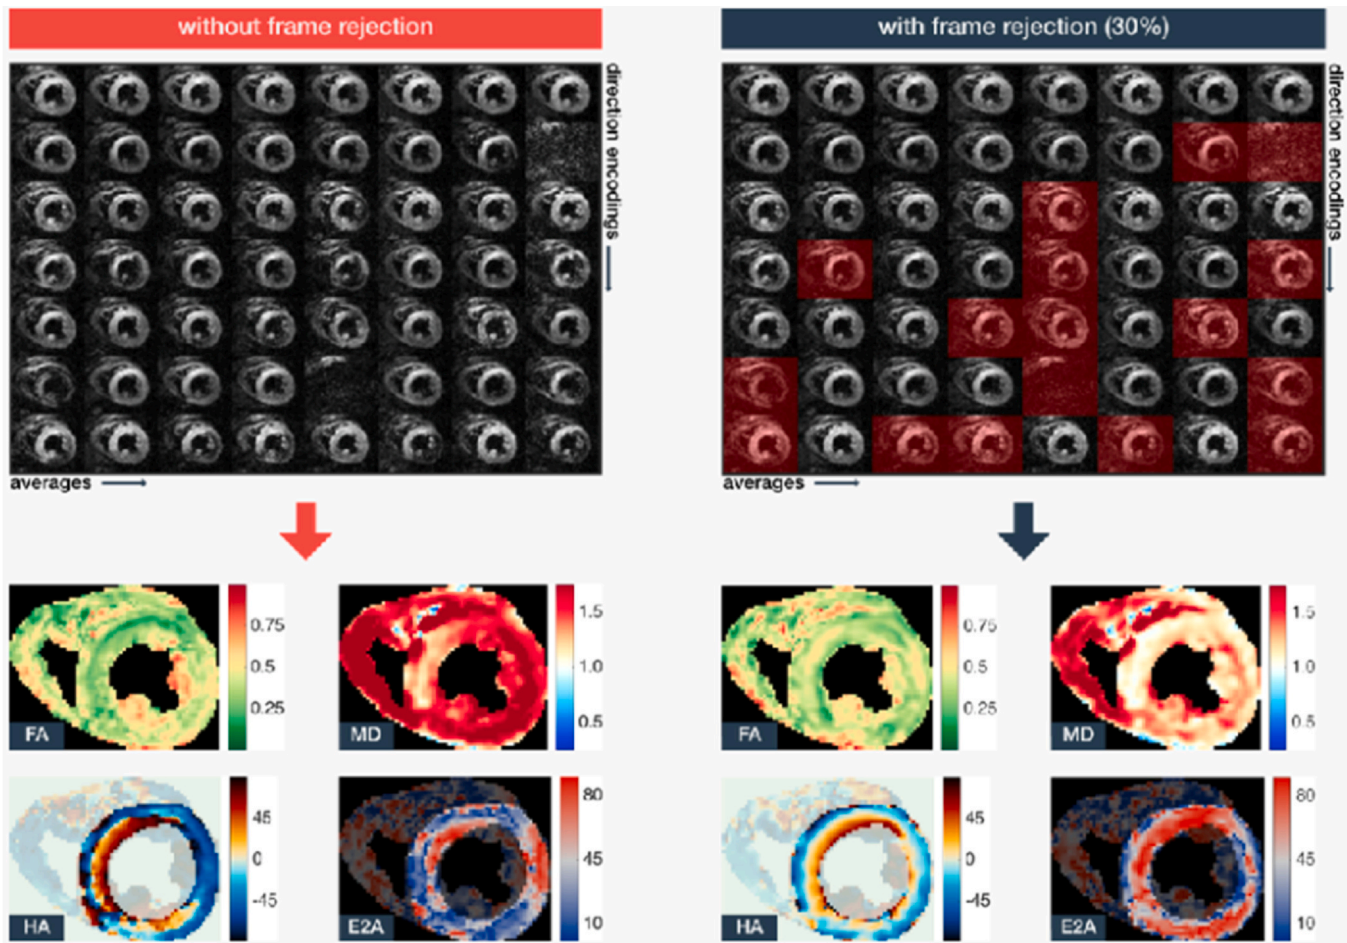 without frame rejection
with frame rejection (30%)
direction encodings
direction encodings
averages
averages
0.75
0.5
0.25
FA
1.5
1.0
0.5
MD
0.75
0.5
0.25
FA
1.5
1.0
0.5
MD
45
0
-45
HA
80
45
10
E2A
45
0
-45
HA
80
45
10
E2A